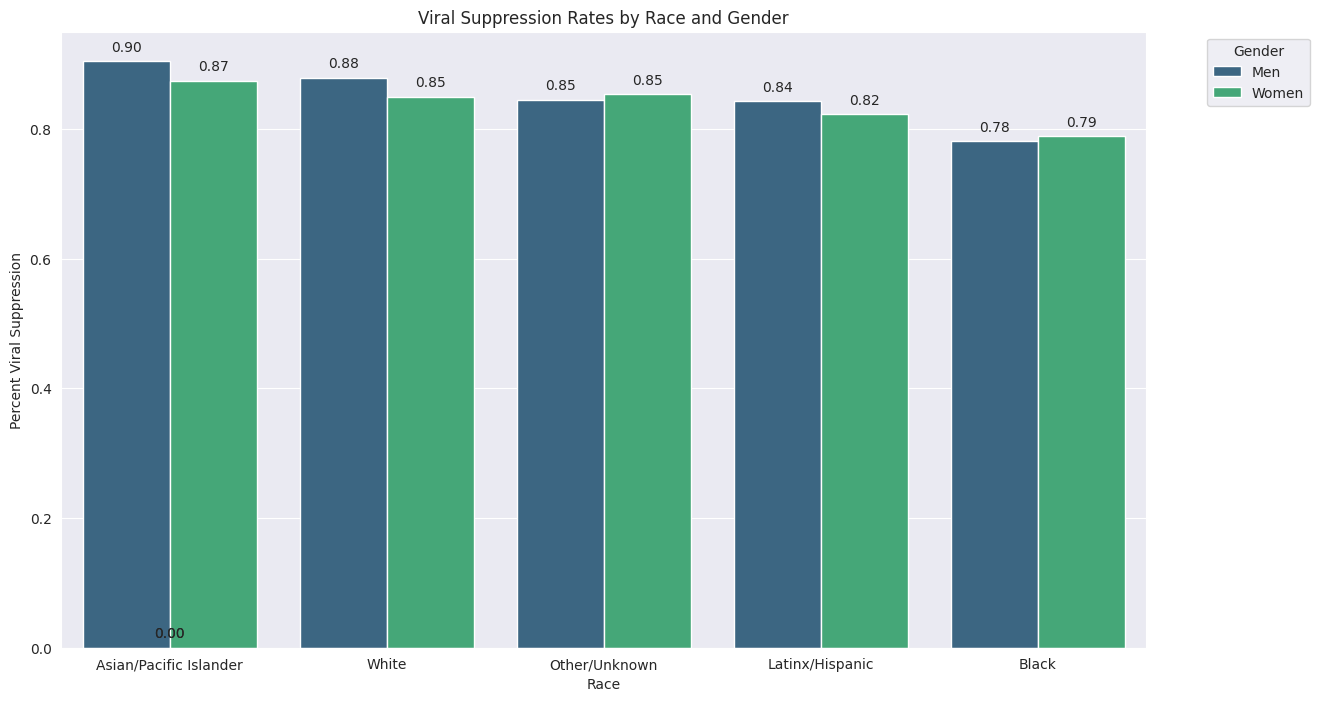 Viral Suppression Rates by Race and Gender
Gender
Men
Women
0.90
0.87
0.88
0.85
0.85
0.85
0.84
0.82
0.78
0.79
0.00
0.8
0.6
0.4
0.2
0.0
Percent Viral Suppression
Asian/Pacific Islander
White
Other/Unknown
Latinx/Hispanic
Black
Race